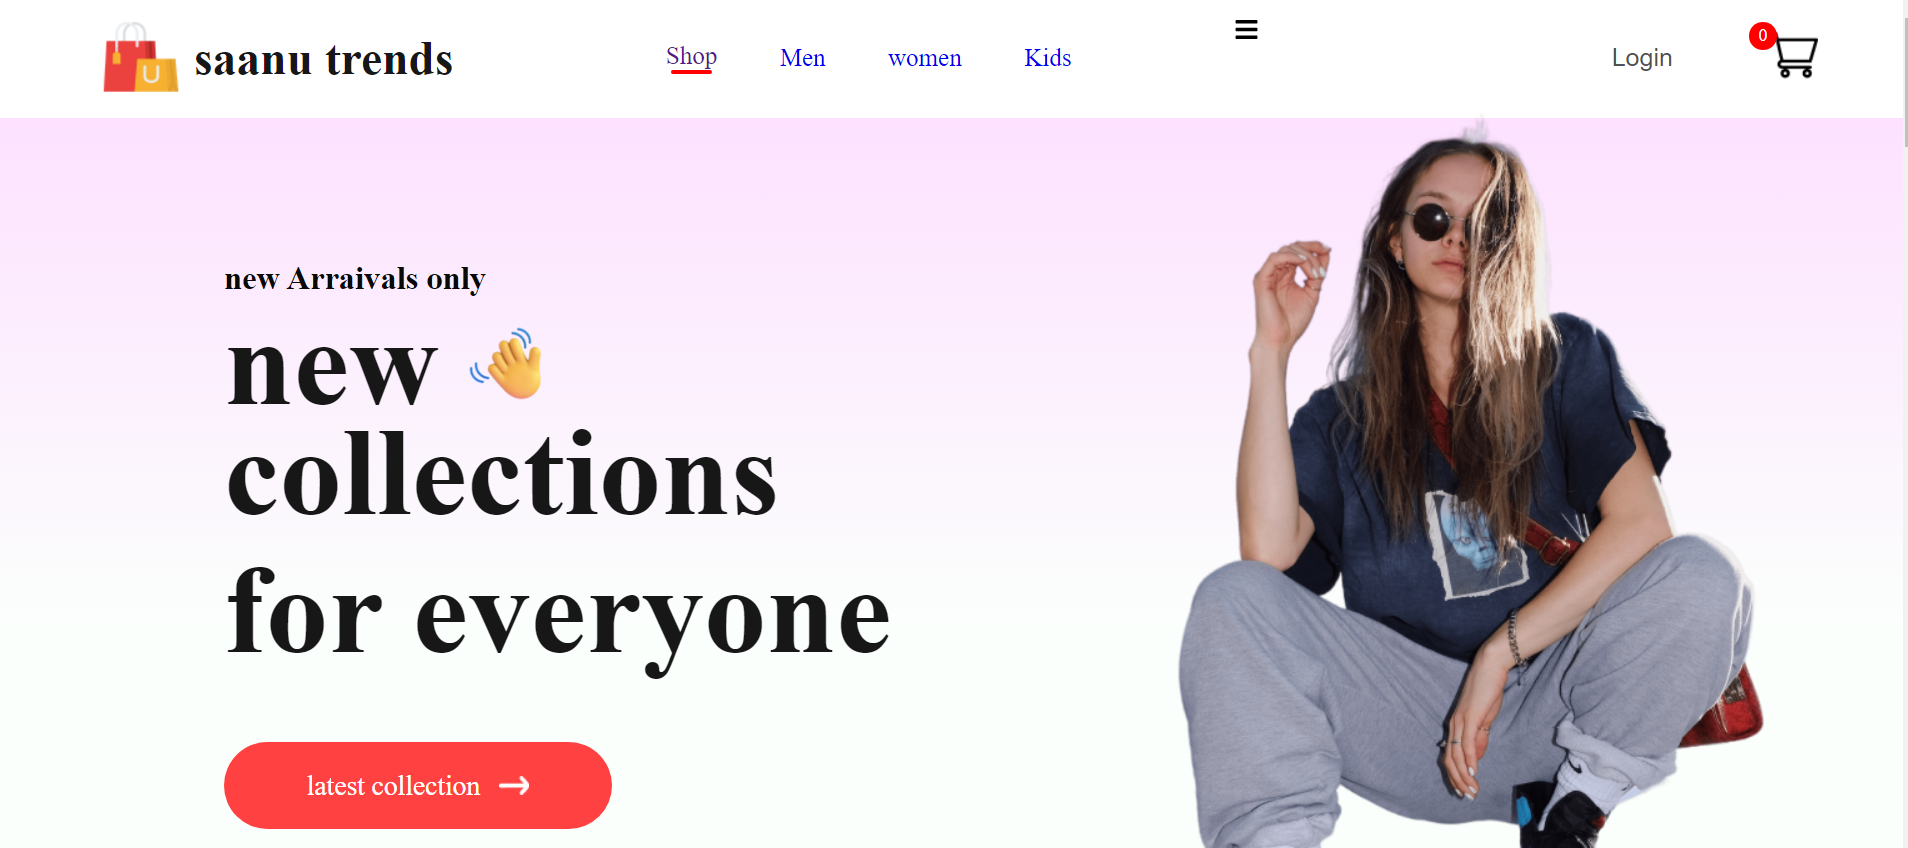 saanu trends
Shop Men women Kids
Login
0
new Arraivals only
new 👋
collections
for everyone
latest collection →